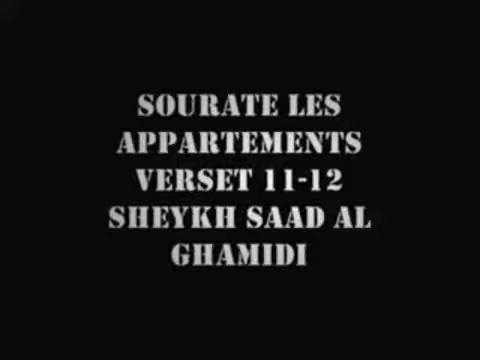 SOURATE LES
APPARTEMENTS
VERSET 11-12
SHEYKH SAAD AL
GHAMIDI